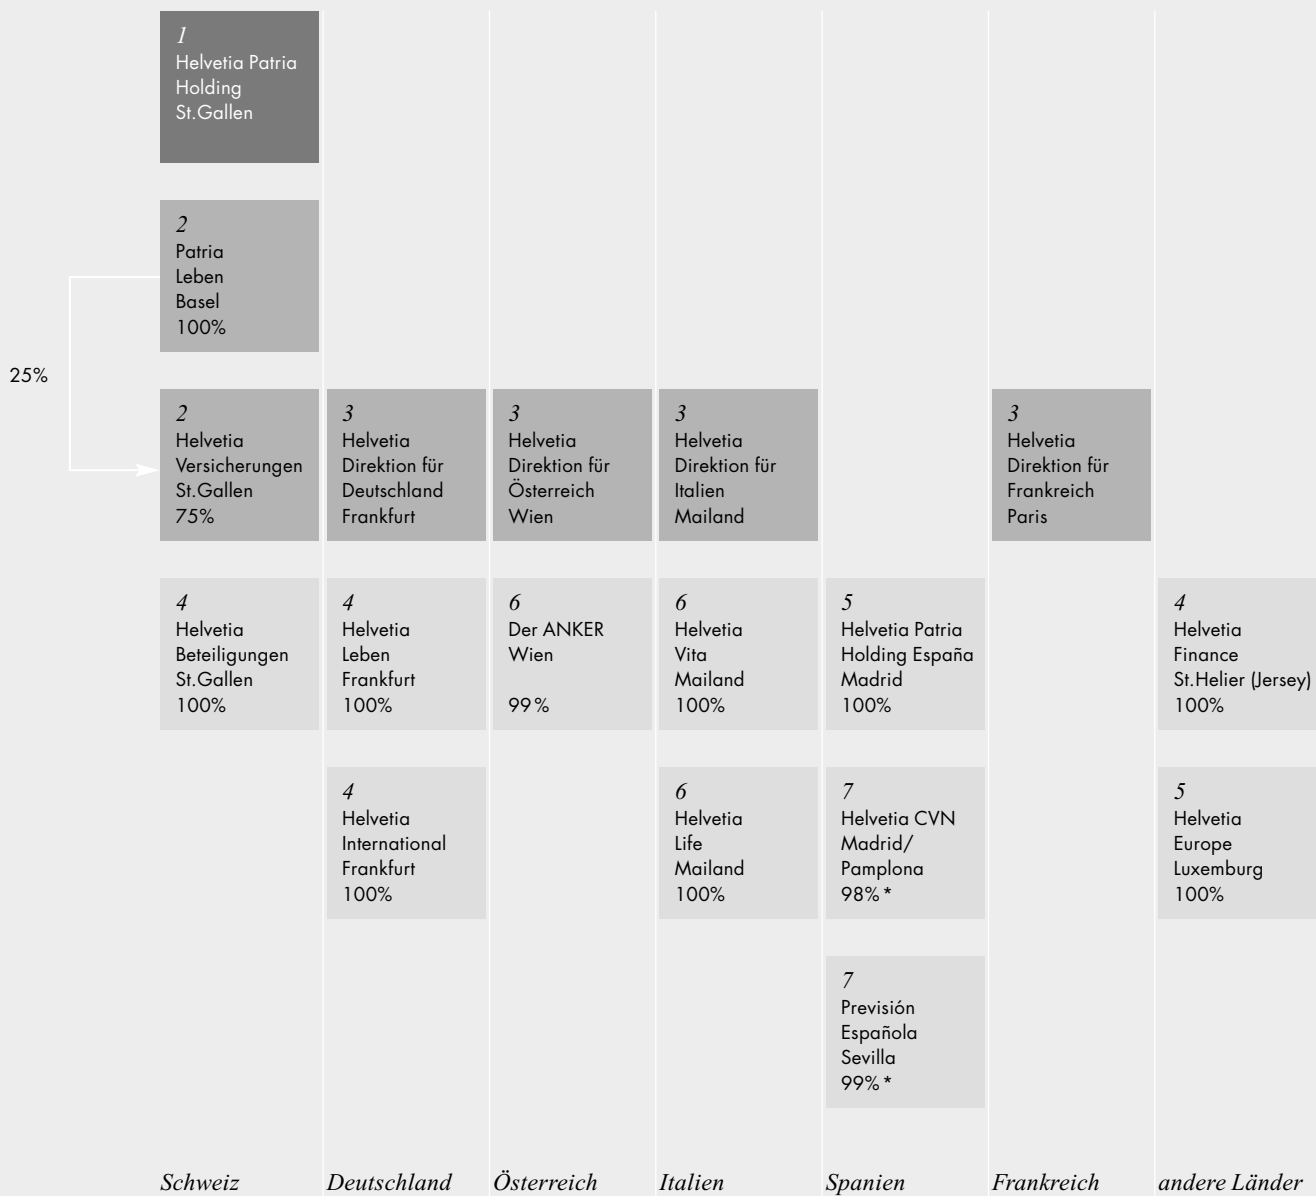 1
Helvetia Patria
Holding
St.Gallen
2
Patria
Leben
Basel
100%
25%
2
Helvetia
Versicherungen
St.Gallen
75%
3
Helvetia
Direktion für
Deutschland
Frankfurt
3
Helvetia
Direktion für
Österreich
Wien
3
Helvetia
Direktion für
Italien
Mailand
3
Helvetia
Direktion für
Frankreich
Paris
4
Helvetia
Beteiligungen
St.Gallen
100%
4
Helvetia
Leben
Frankfurt
100%
6
Der ANKER
Wien
99%
6
Helvetia
Vita
Mailand
100%
5
Helvetia Patria
Holding España
Madrid
100%
4
Helvetia
Finance
St.Helier (Jersey)
100%
4
Helvetia
International
Frankfurt
100%
6
Helvetia
Life
Mailand
100%
7
Helvetia CVN
Madrid/
Pamplona
98%*
5
Helvetia
Europe
Luxemburg
100%
7
Previsión
Española
Sevilla
99%*
Schweiz
Deutschland
Österreich
Italien
Spanien
Frankreich
andere Länder